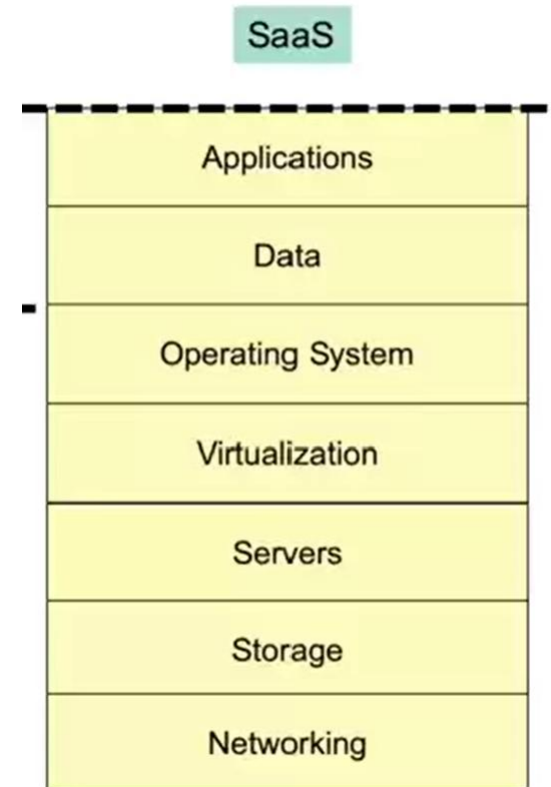 SaaS
Applications
Data
Operating System
Virtualization
Servers
Storage
Networking